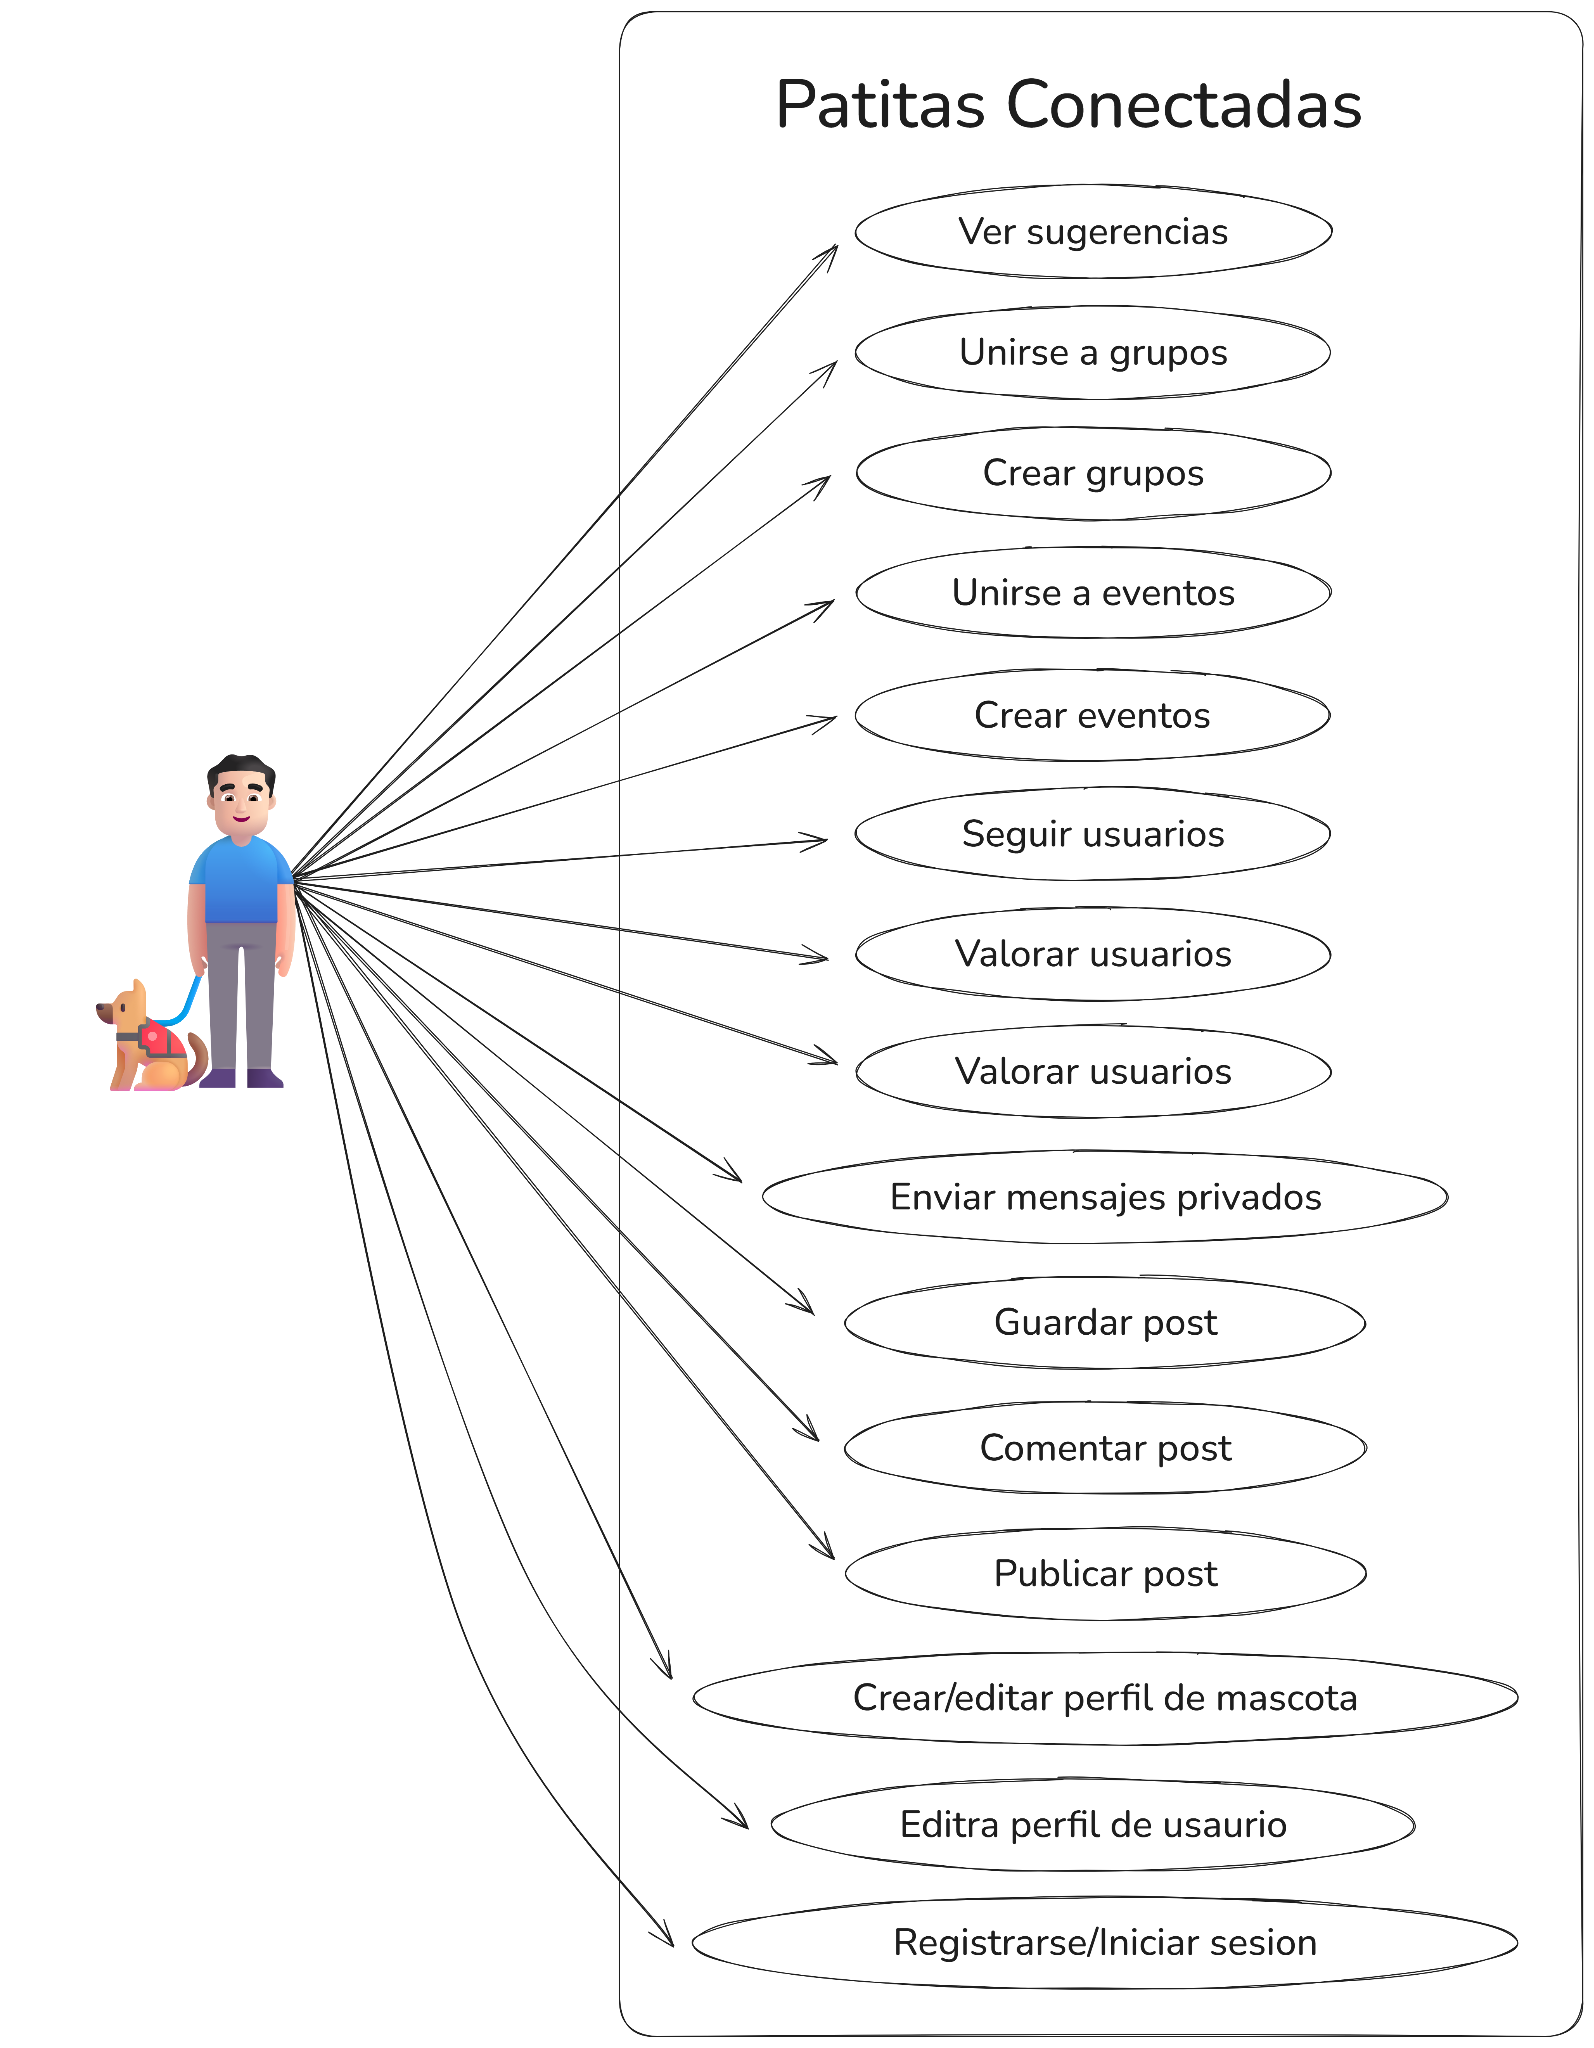 Patitas Conectadas
Ver sugerencias
Unirse a grupos
Crear grupos
Unirse a eventos
Crear eventos
Seguir usuarios
Valorar usuarios
Valorar usuarios
Enviar mensajes privados
Guardar post
Comentar post
Publicar post
Crear/editar perfil de mascota
Editra perfil de usaurio
Registrarse/Iniciar sesion